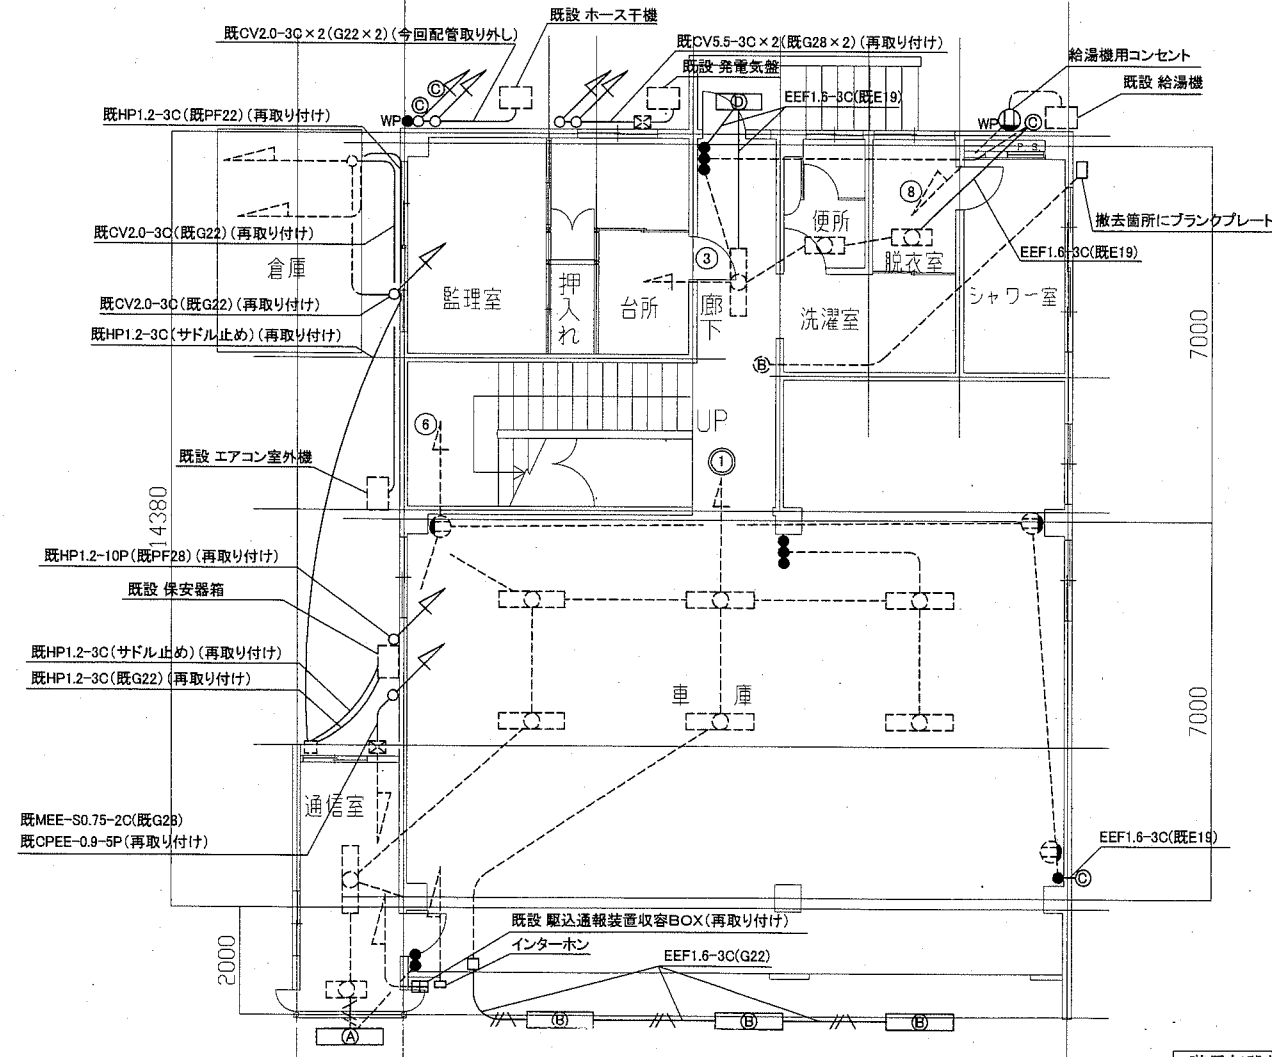 既設 ホース干機
既CV2.0-3C×2(G22×2)(今回配管取り外し)
既CV5.5-3C×2(既G28×2)(再取り付け)
給湯機用コンセント
既設 発電気盤
既設 給湯機
EEF1.6-3C(既E19)
既HP1.2-3C(既PF22)(再取り付け)
WP
C
C
D
WP
C
P S
撤去箇所にブランクプレート
既CV2.0-3C(既G22)(再取り付け)
8
便所
3
EEF1.6-3C(既E19)
倉庫
脱衣室
監理室
押入れ
台所
廊下
洗濯室
シャワー室
既CV2.0-3C(既G22)(再取り付け)
既HP1.2-3C(サドル止め)(再取り付け)
7000
B
6
UP
1
既設 エアコン室外機
14380
既HP1.2-10P(既PF28)(再取り付け)
既設 保安器箱
既HP1.2-3C(サドル止め)(再取り付け)
既HP1.2-3C(既G22)(再取り付け)
車 庫
7000
通信室
既MEE-S0.75-2C(既G28)
既CPEE-0.9-5P(再取り付け)
EEF1.6-3C(既E19)
C
既設 駆込通報装置収容BOX(再取り付け)
インターホン
EEF1.6-3C(G22)
2000
A
B
B
B